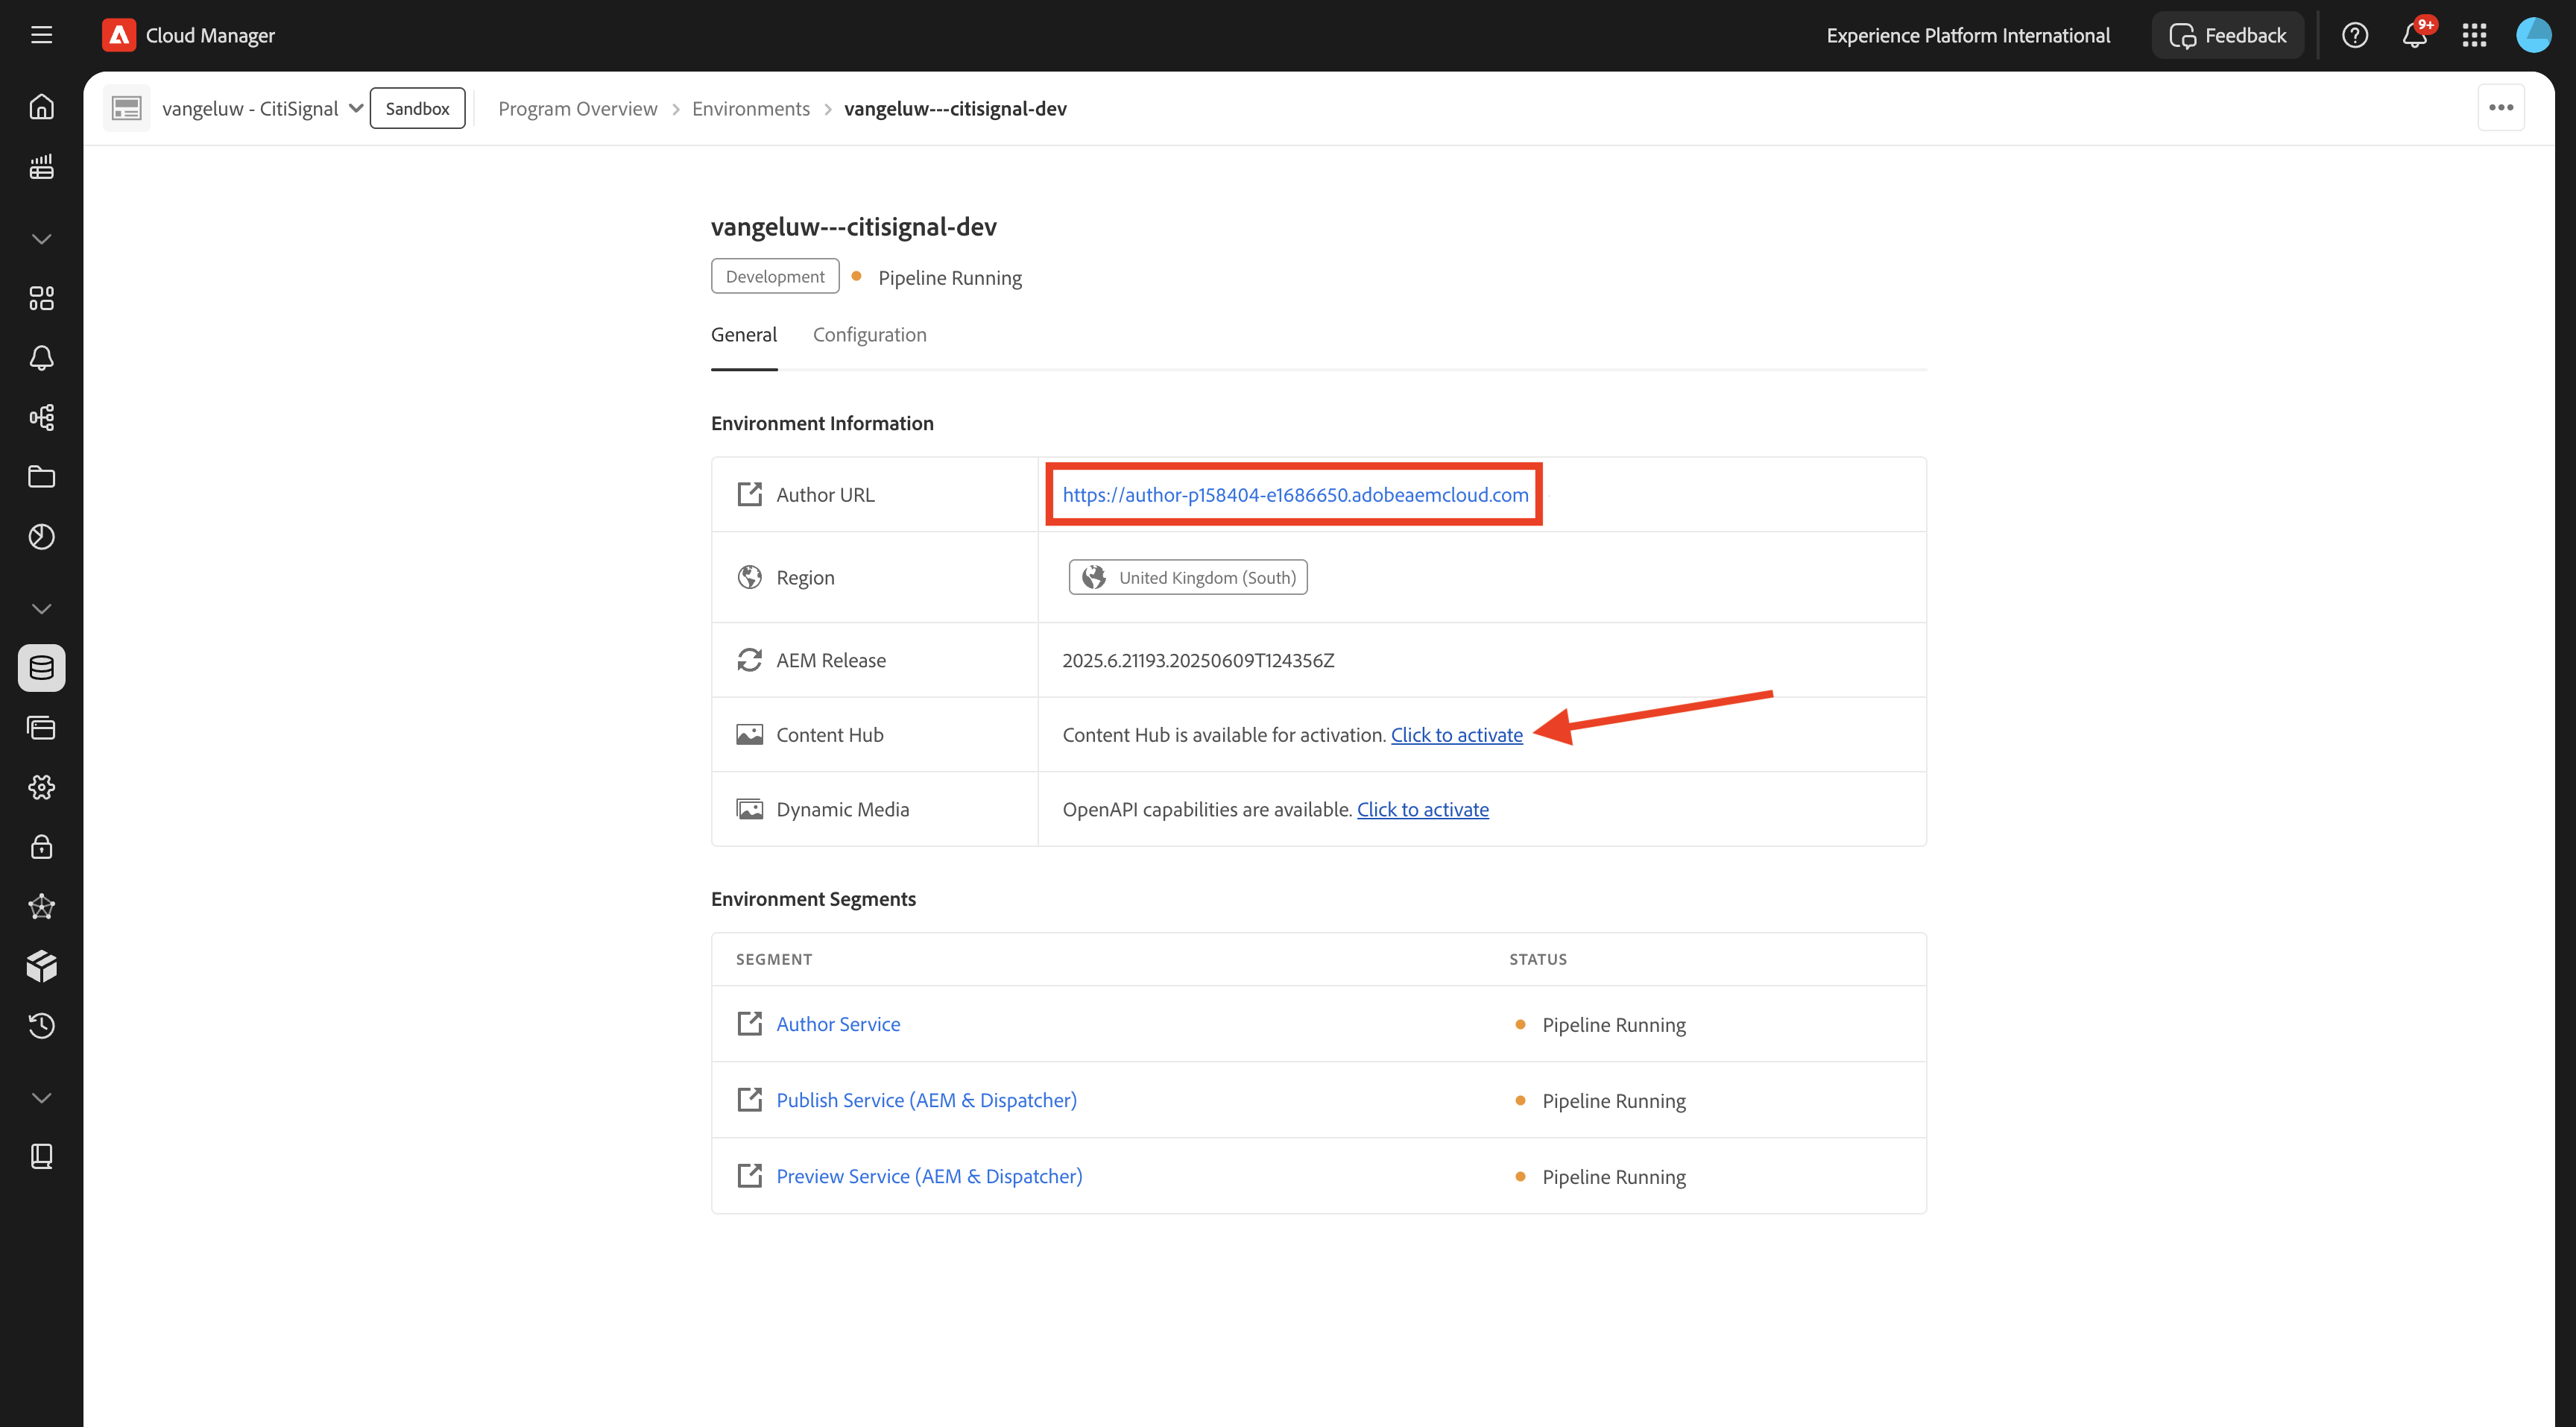 Cloud Manager
Experience Platform International
Feedback
9+
vangeluw - CitiSignal
Sandbox
Program Overview
Environments
vangeluw---citisignal-dev
vangeluw---citisignal-dev
Development
Pipeline Running
General
Configuration
Environment Information
Author URL
https://author-p158404-e1686650.adobeaemcloud.com
Region
United Kingdom (South)
AEM Release
2025.6.21193.20250609T124356Z
Content Hub
Content Hub is available for activation. Click to activate
Dynamic Media
OpenAPI capabilities are available. Click to activate
Environment Segments
SEGMENT
STATUS
Author Service
Pipeline Running
Publish Service (AEM & Dispatcher)
Pipeline Running
Preview Service (AEM & Dispatcher)
Pipeline Running